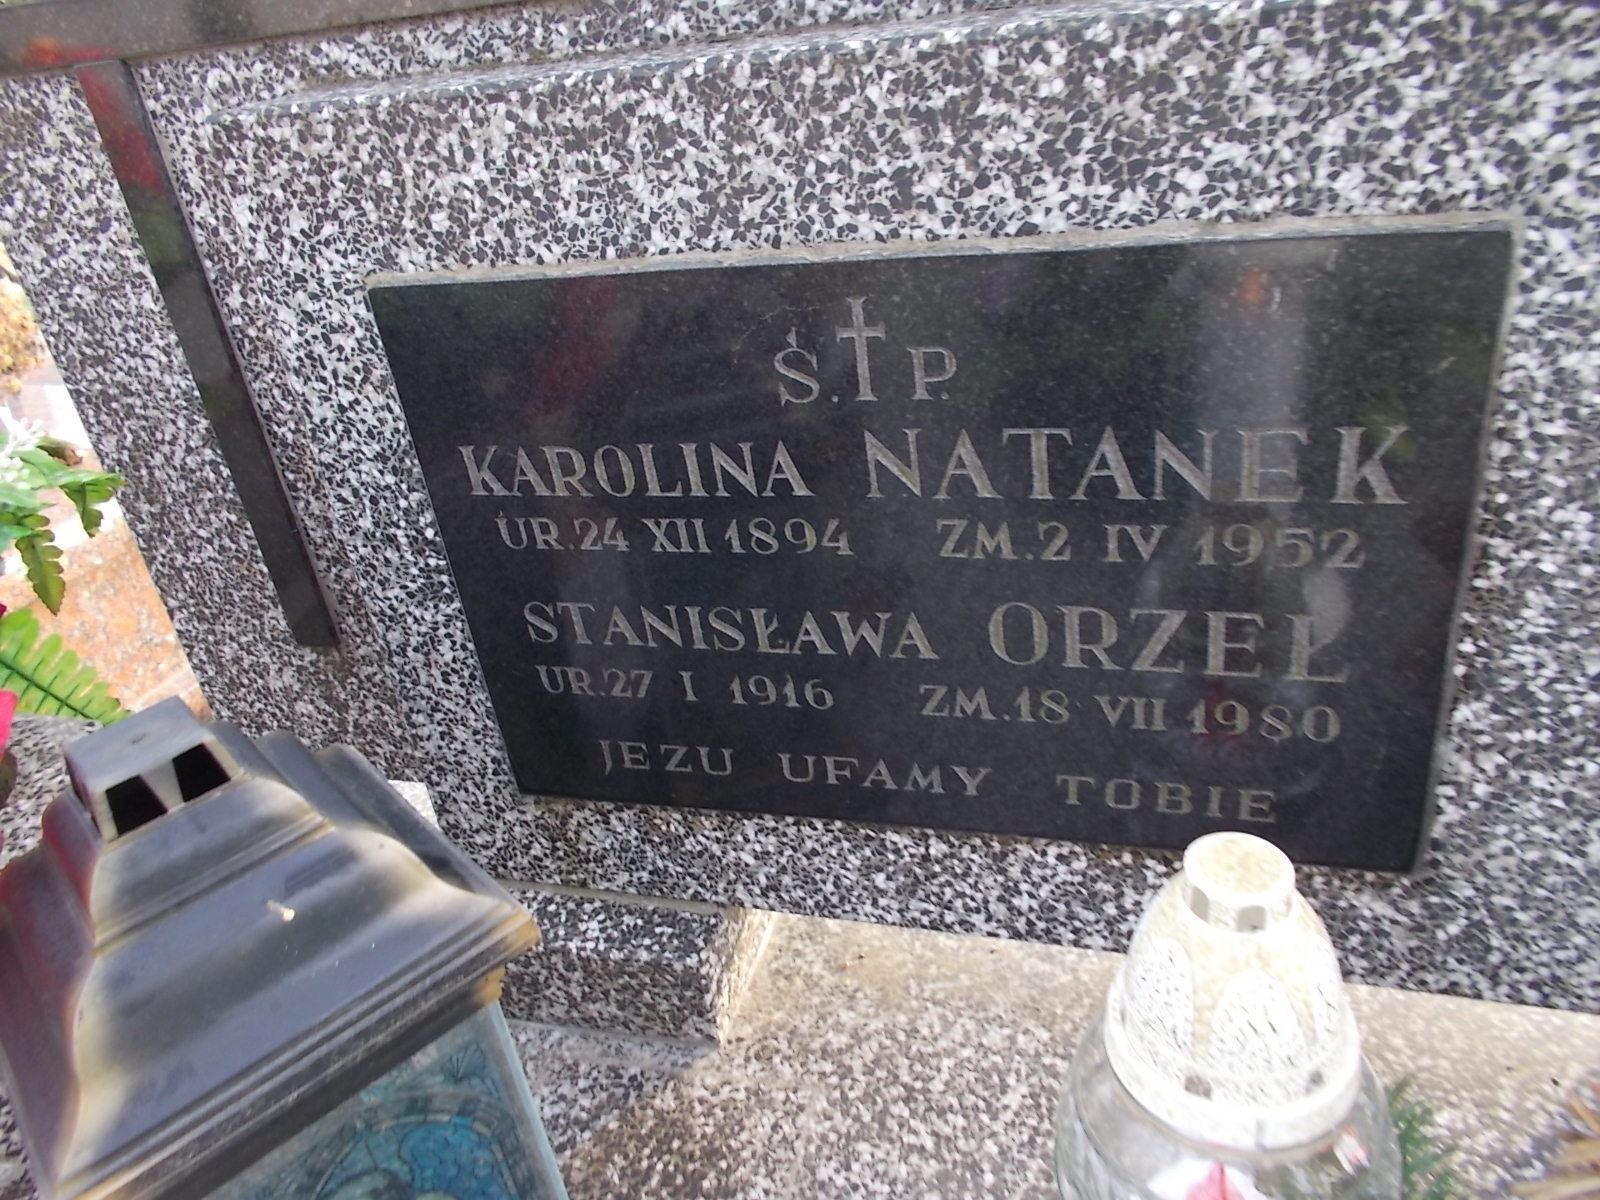 Ś.†P.
KAROLINA NATANEK
UR.24 XII 1894 ZM.2 IV 1952
STANISŁAWA ORZEŁ
UR.27 I 1916 ZM.18 VII 1980
JEZU UFAMY TOBIE